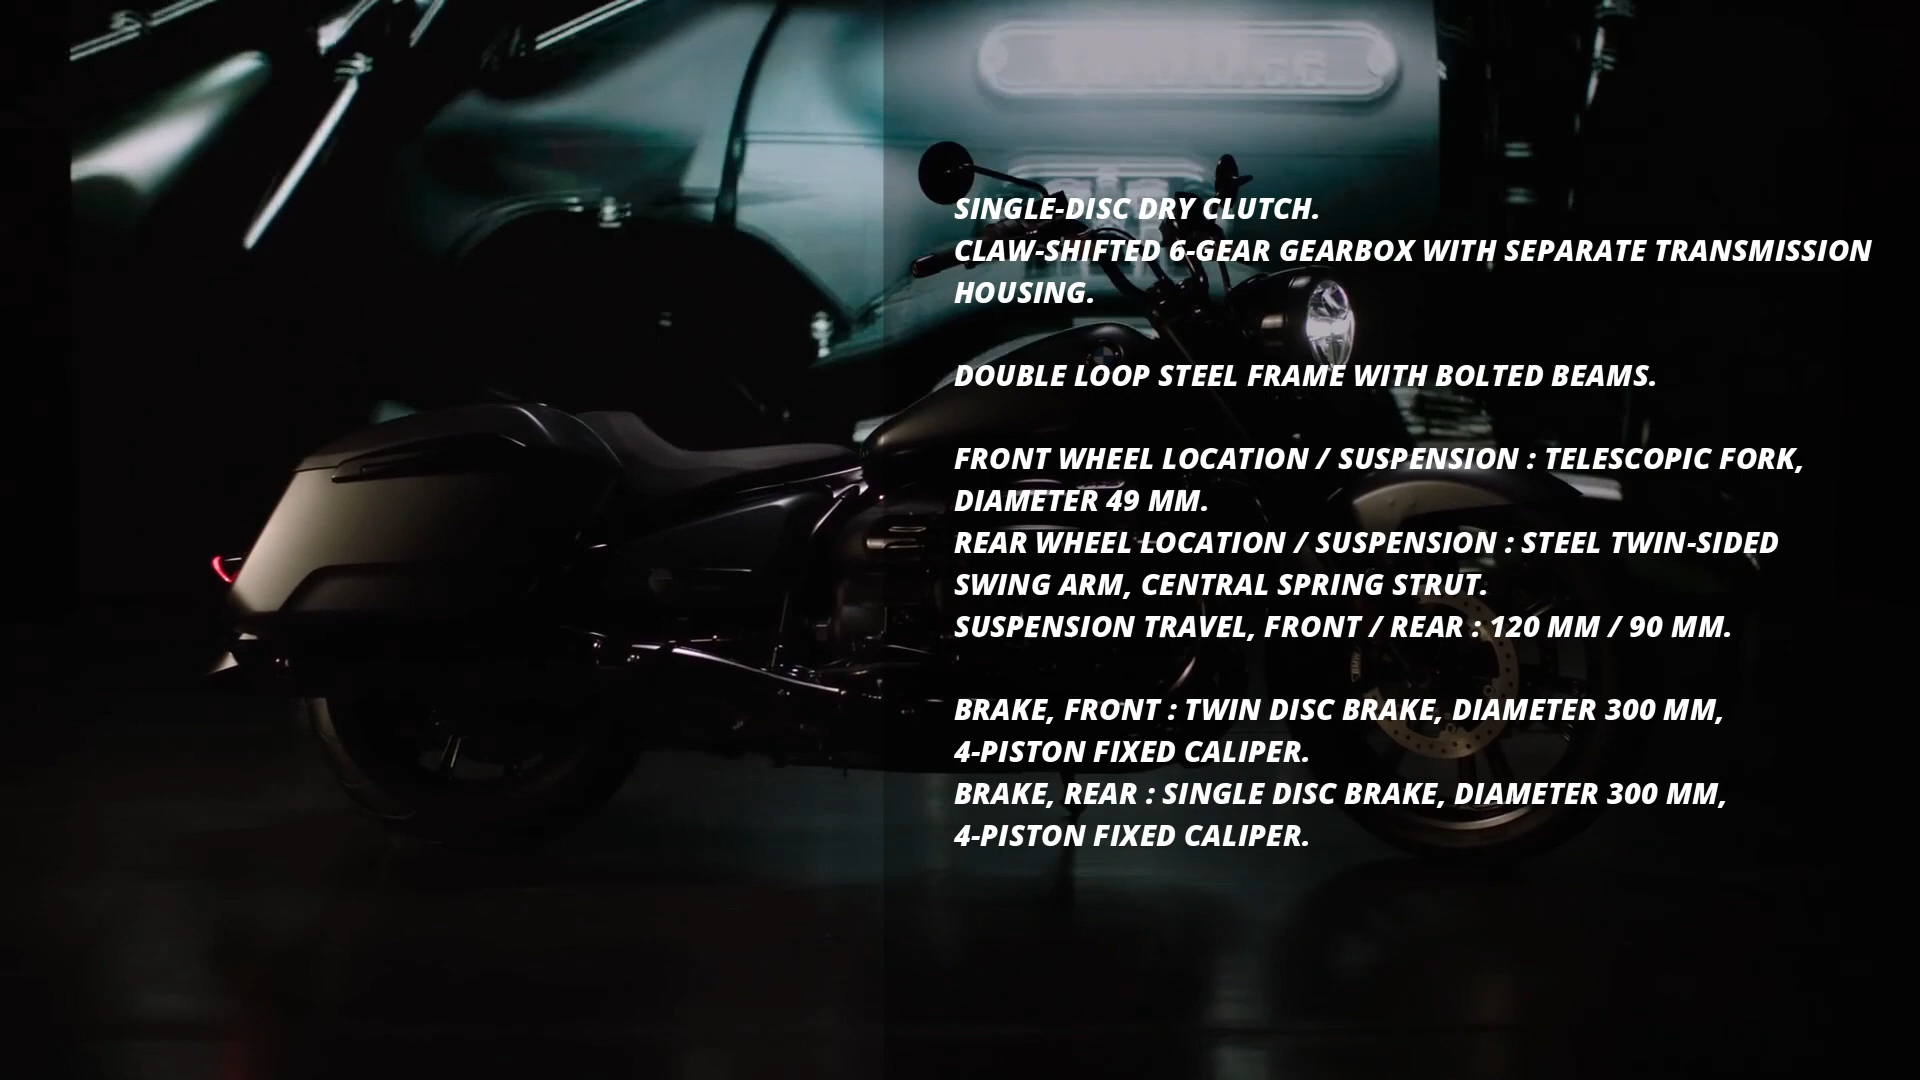 SINGLE-DISC DRY CLUTCH.
CLAW-SHIFTED 6-GEAR GEARBOX WITH SEPARATE TRANSMISSION
HOUSING.
DOUBLE LOOP STEEL FRAME WITH BOLTED BEAMS.
FRONT WHEEL LOCATION / SUSPENSION : TELESCOPIC FORK,
DIAMETER 49 MM.
REAR WHEEL LOCATION / SUSPENSION : STEEL TWIN-SIDED
SWING ARM, CENTRAL SPRING STRUT.
SUSPENSION TRAVEL, FRONT / REAR : 120 MM / 90 MM.
BRAKE, FRONT : TWIN DISC BRAKE, DIAMETER 300 MM,
4-PISTON FIXED CALIPER.
BRAKE, REAR : SINGLE DISC BRAKE, DIAMETER 300 MM,
4-PISTON FIXED CALIPER.